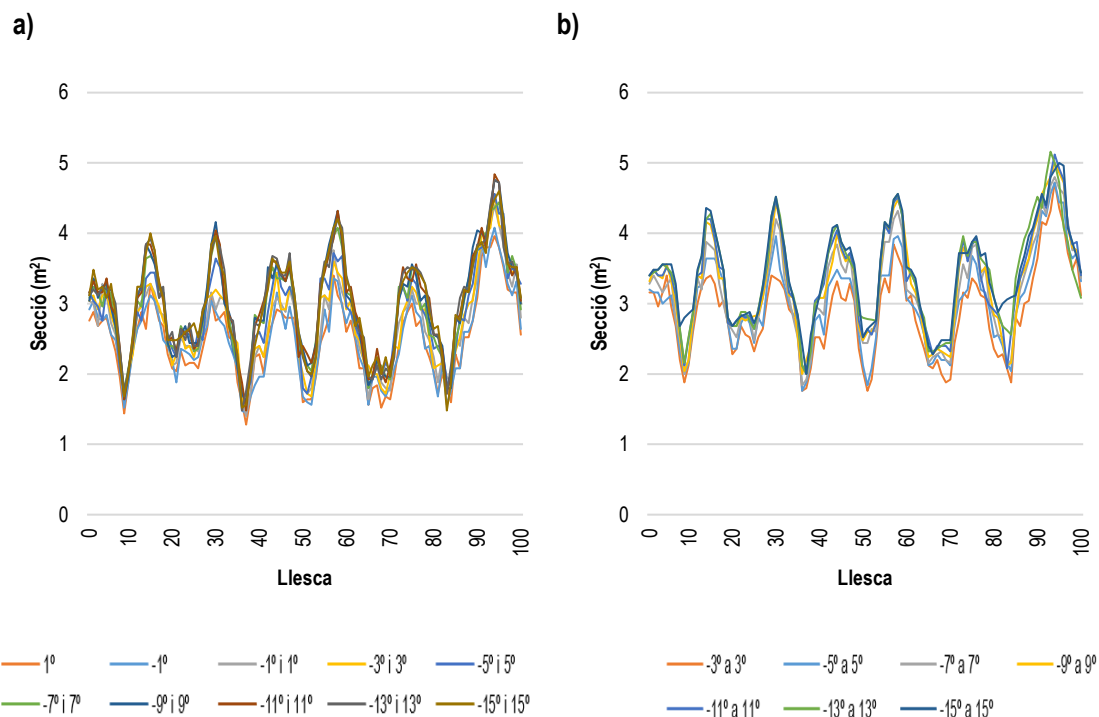 a)
b)
6
5
4
3
2
1
0
Secció (m²)
0 10 20 30 40 50 60 70 80 90 100
Llesca
6
5
4
3
2
1
0
Secció (m²)
0 10 20 30 40 50 60 70 80 90 100
Llesca
1º -1º -1º i 1º -3º i 3º -5º i 5º
-7º i 7º -9º i 9º -11º i 11º -13º i 13º -15º i 15º
-3º a 3º -5º a 5º -7º a 7º -9º a 9º
-11º a 11º -13º a 13º -15º a 15º